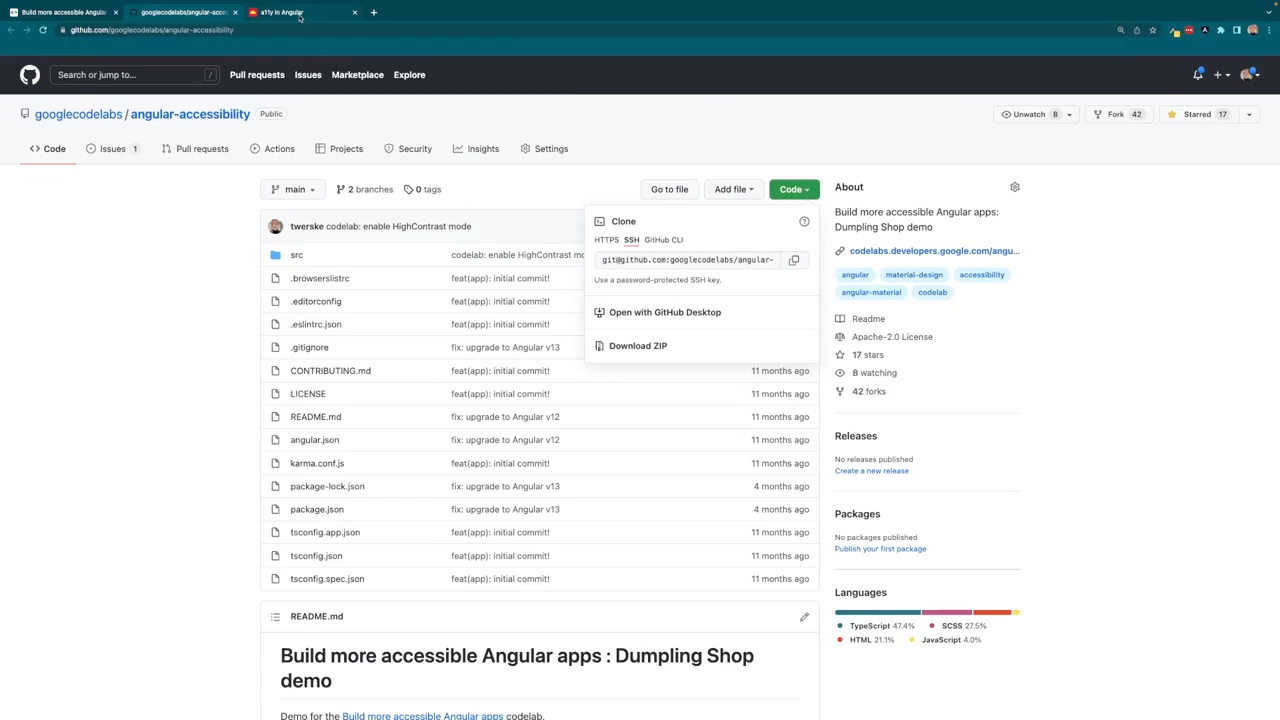 Build more accessible Angular
googlecodelabs/angular-acces
a11y in Angular
github.com/googlecodelabs/angular-accessibility
Search or jump to...
/
Pull requests
Issues
Marketplace
Explore
googlecodelabs / angular-accessibility
Public
Unwatch 8
Fork 42
Starred 17
Code
Issues 1
Pull requests
Actions
Projects
Security
Insights
Settings
main
2 branches
0 tags
Go to file
Add file
Code
twerske codelab: enable HighContrast mode
Clone
HTTPS SSH GitHub CLI
git@github.com:googlecodelabs/angular-
Use a password-protected SSH key.
Open with GitHub Desktop
Download ZIP
src codelab: enable HighContrast mo
.browserslistrc feat(app): initial commit!
.editorconfig feat(app): initial commit!
.eslintrc.json feat(app): initial commit!
.gitignore fix: upgrade to Angular v13
CONTRIBUTING.md feat(app): initial commit! 11 months ago
LICENSE feat(app): initial commit! 11 months ago
README.md fix: upgrade to Angular v12 11 months ago
angular.json fix: upgrade to Angular v12 11 months ago
karma.conf.js feat(app): initial commit! 11 months ago
package-lock.json fix: upgrade to Angular v13 4 months ago
package.json fix: upgrade to Angular v13 4 months ago
tsconfig.app.json feat(app): initial commit! 11 months ago
tsconfig.json feat(app): initial commit! 11 months ago
tsconfig.spec.json feat(app): initial commit! 11 months ago
README.md
Build more accessible Angular apps : Dumpling Shop
demo
Demo for the Build more accessible Angular apps codelab.
About
Build more accessible Angular apps:
Dumpling Shop demo
codelabs.developers.google.com/angu...
angular material-design accessibility
angular-material codelab
Readme
Apache-2.0 License
17 stars
8 watching
42 forks
Releases
No releases published
Create a new release
Packages
No packages published
Publish your first package
Languages
TypeScript 47.4% SCSS 27.5%
HTML 21.1% JavaScript 4.0%